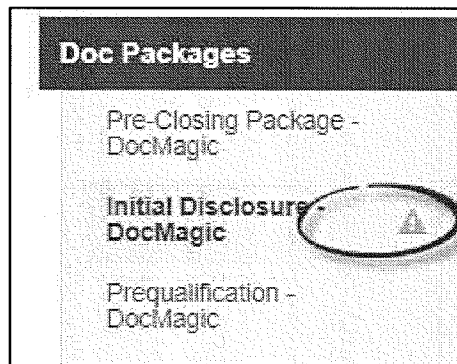 Doc Packages
Pre-Closing Package -
DocMagic
Initial Disclosure -
DocMagic
Prequalification -
DocMagic